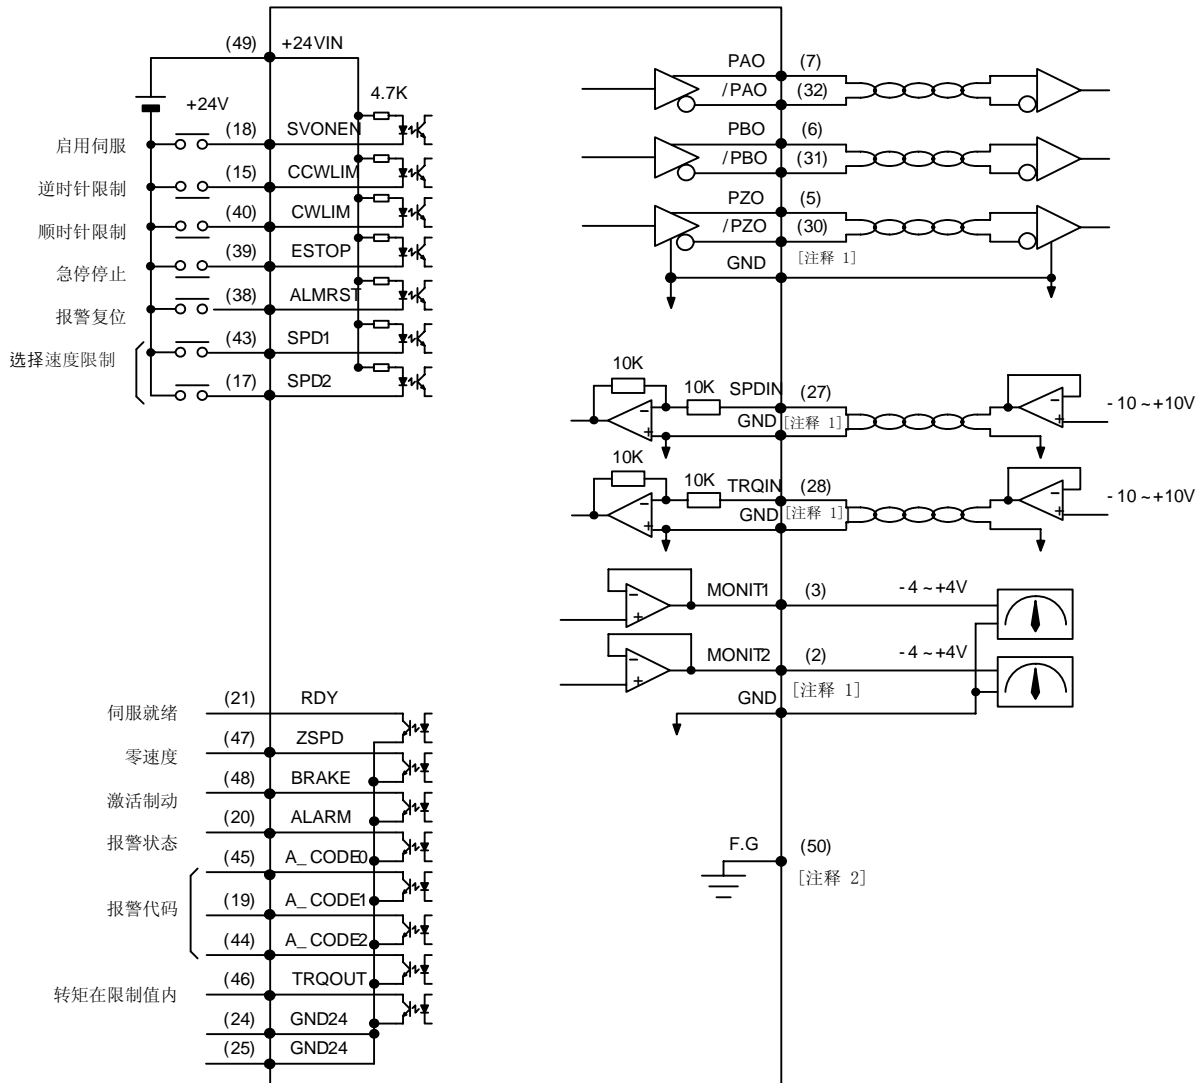 (49) +24VIN
+24V
4.7K
启用伺服 (18) SVONEN
逆时针限制 (15) CCWLIM
顺时针限制 (40) CWLIM
急停停止 (39) ESTOP
报警复位 (38) ALMRST
选择速度限制 (43) SPD1
(17) SPD2
伺服就绪 (21) RDY
零速度 (47) ZSPD
激活制动 (48) BRAKE
报警状态 (20) ALARM
(45) A_CODE0
报警代码 (19) A_CODE1
(44) A_CODE2
转矩在限制值内 (46) TRQOUT
(24) GND24
(25) GND24
PAO (7)
/PAO (32)
PBO (6)
/PBO (31)
PZO (5)
/PZO (30)
GND [注释 1]
10K
10K SPDIN (27)
GND [注释 1]
-10~+10V
10K
10K TRQIN (28)
GND [注释 1]
-10~+10V
MONIT1 (3) -4~+4V
MONIT2 (2) -4~+4V
GND [注释 1]
F.G (50)
[注释 2]